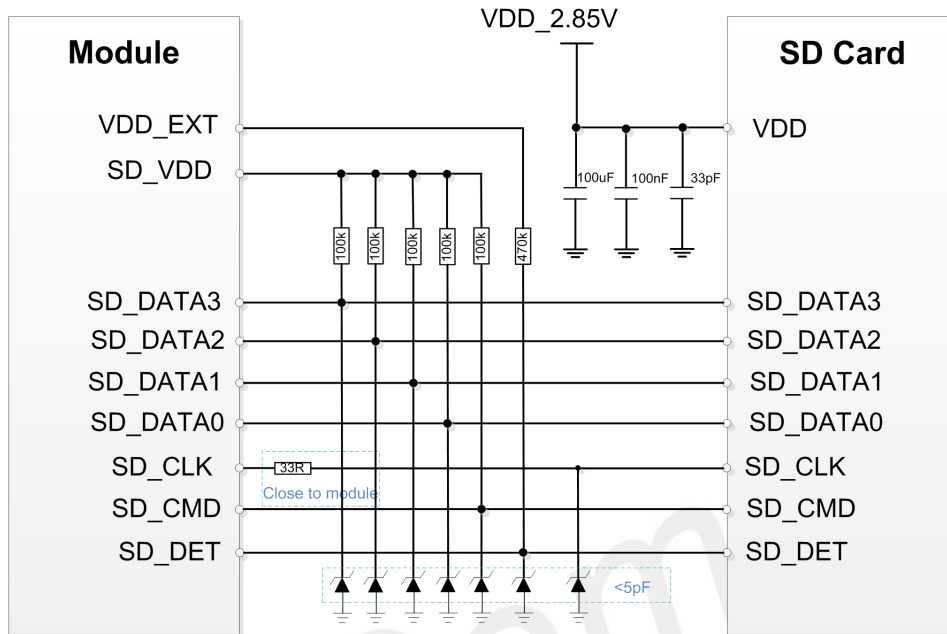 VDD_2.85V
Module
SD Card
VDD_EXT
VDD
SD_VDD
100uF
100nF
33pF
100k
100k
100k
100k
100k
470k
SD_DATA3
SD_DATA3
SD_DATA2
SD_DATA2
SD_DATA1
SD_DATA1
SD_DATA0
SD_DATA0
SD_CLK
33R
SD_CLK
Close to module
SD_CMD
SD_CMD
SD_DET
SD_DET
<5pF